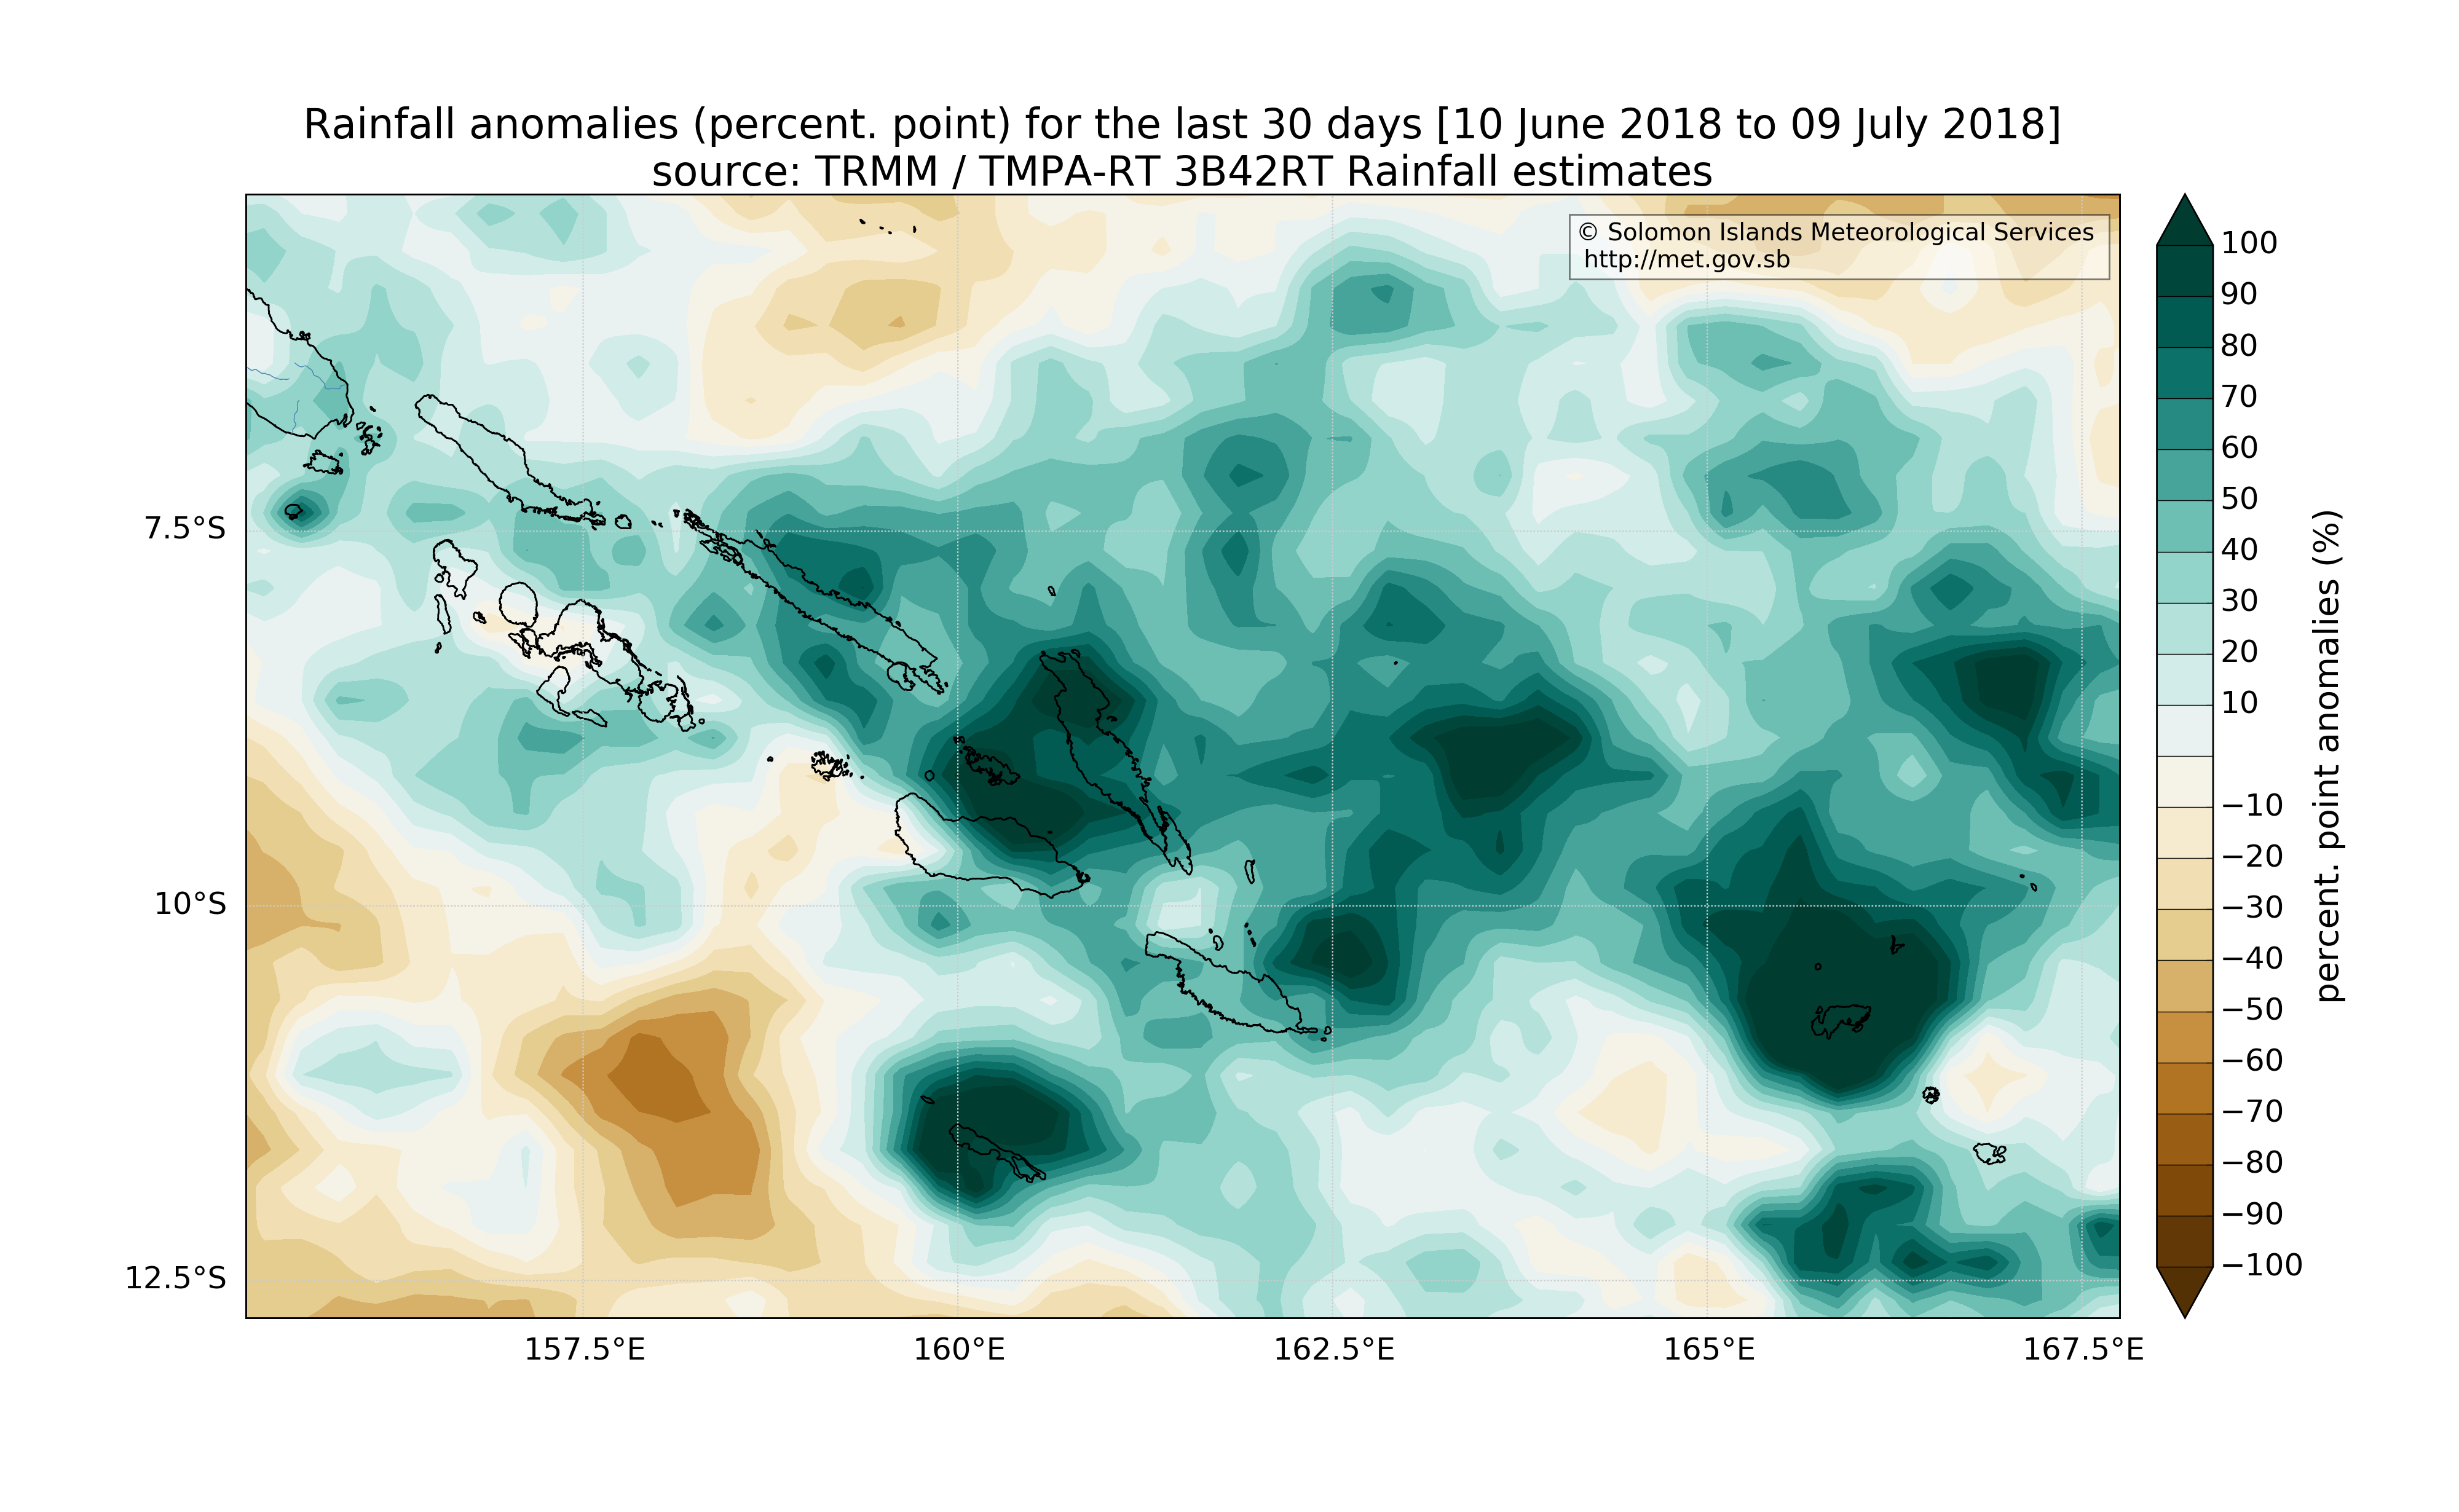 Rainfall anomalies (percent. point) for the last 30 days [10 June 2018 to 09 July 2018]
source: TRMM / TMPA-RT 3B42RT Rainfall estimates
© Solomon Islands Meteorological Services
http://met.gov.sb
7.5°S
10°S
12.5°S
157.5°E
160°E
162.5°E
165°E
167.5°E
100
90
80
70
60
50
40
30
20
10
−10
−20
−30
−40
−50
−60
−70
−80
−90
−100
percent. point anomalies (%)